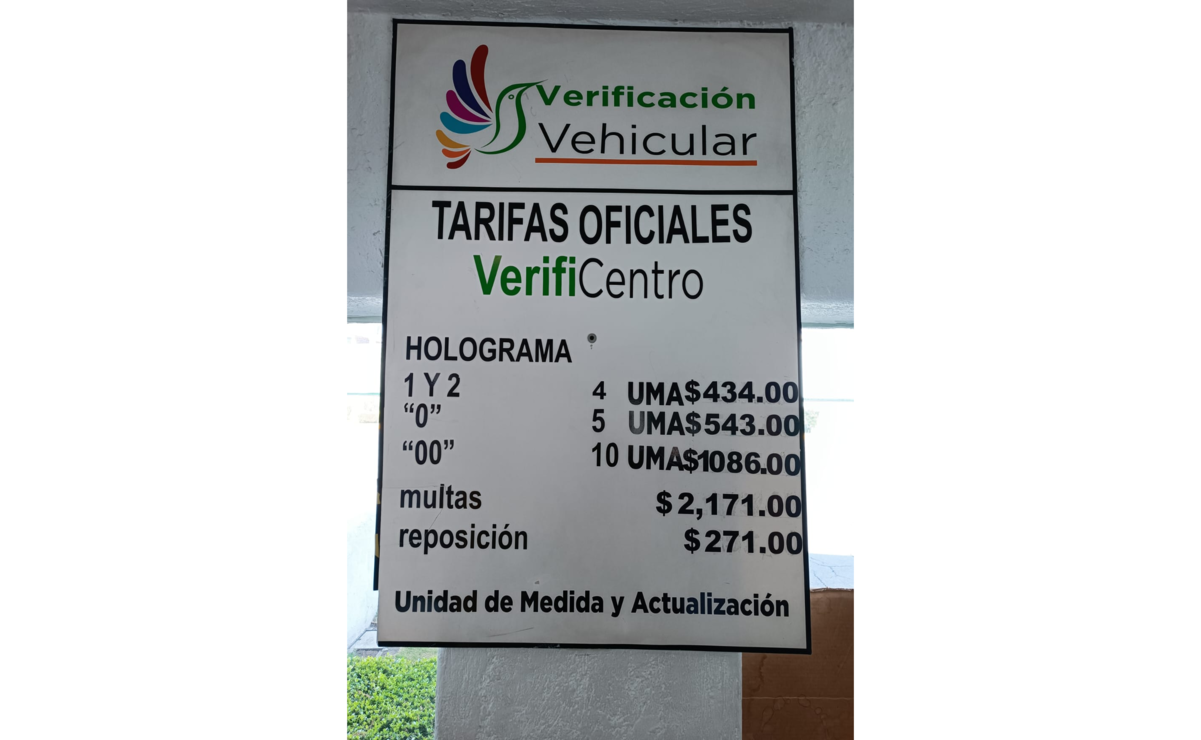 Verificación
Vehicular
TARIFAS OFICIALES
VerifiCentro
HOLOGRAMA
1 Y 2 4 UMA $434.00
“0” 5 UMA $543.00
“00” 10 UMA $1086.00
multas $2,171.00
reposición $271.00
Unidad de Medida y Actualización